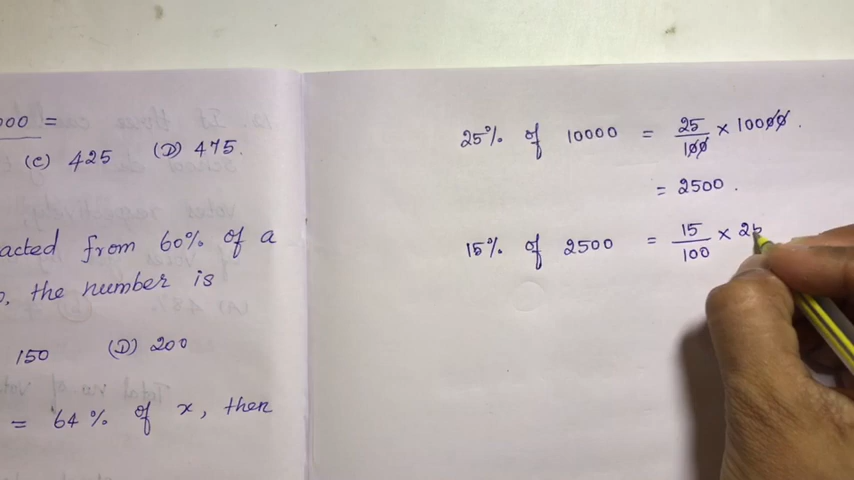 000 =
(C) 425 (D) 475.
acted from 60% of a
, the number is
150 (D) 200
= 64% of x, then
25% of 10000 = 25/100 × 10000.
= 2500.
15% of 2500 = 15/100 × 25